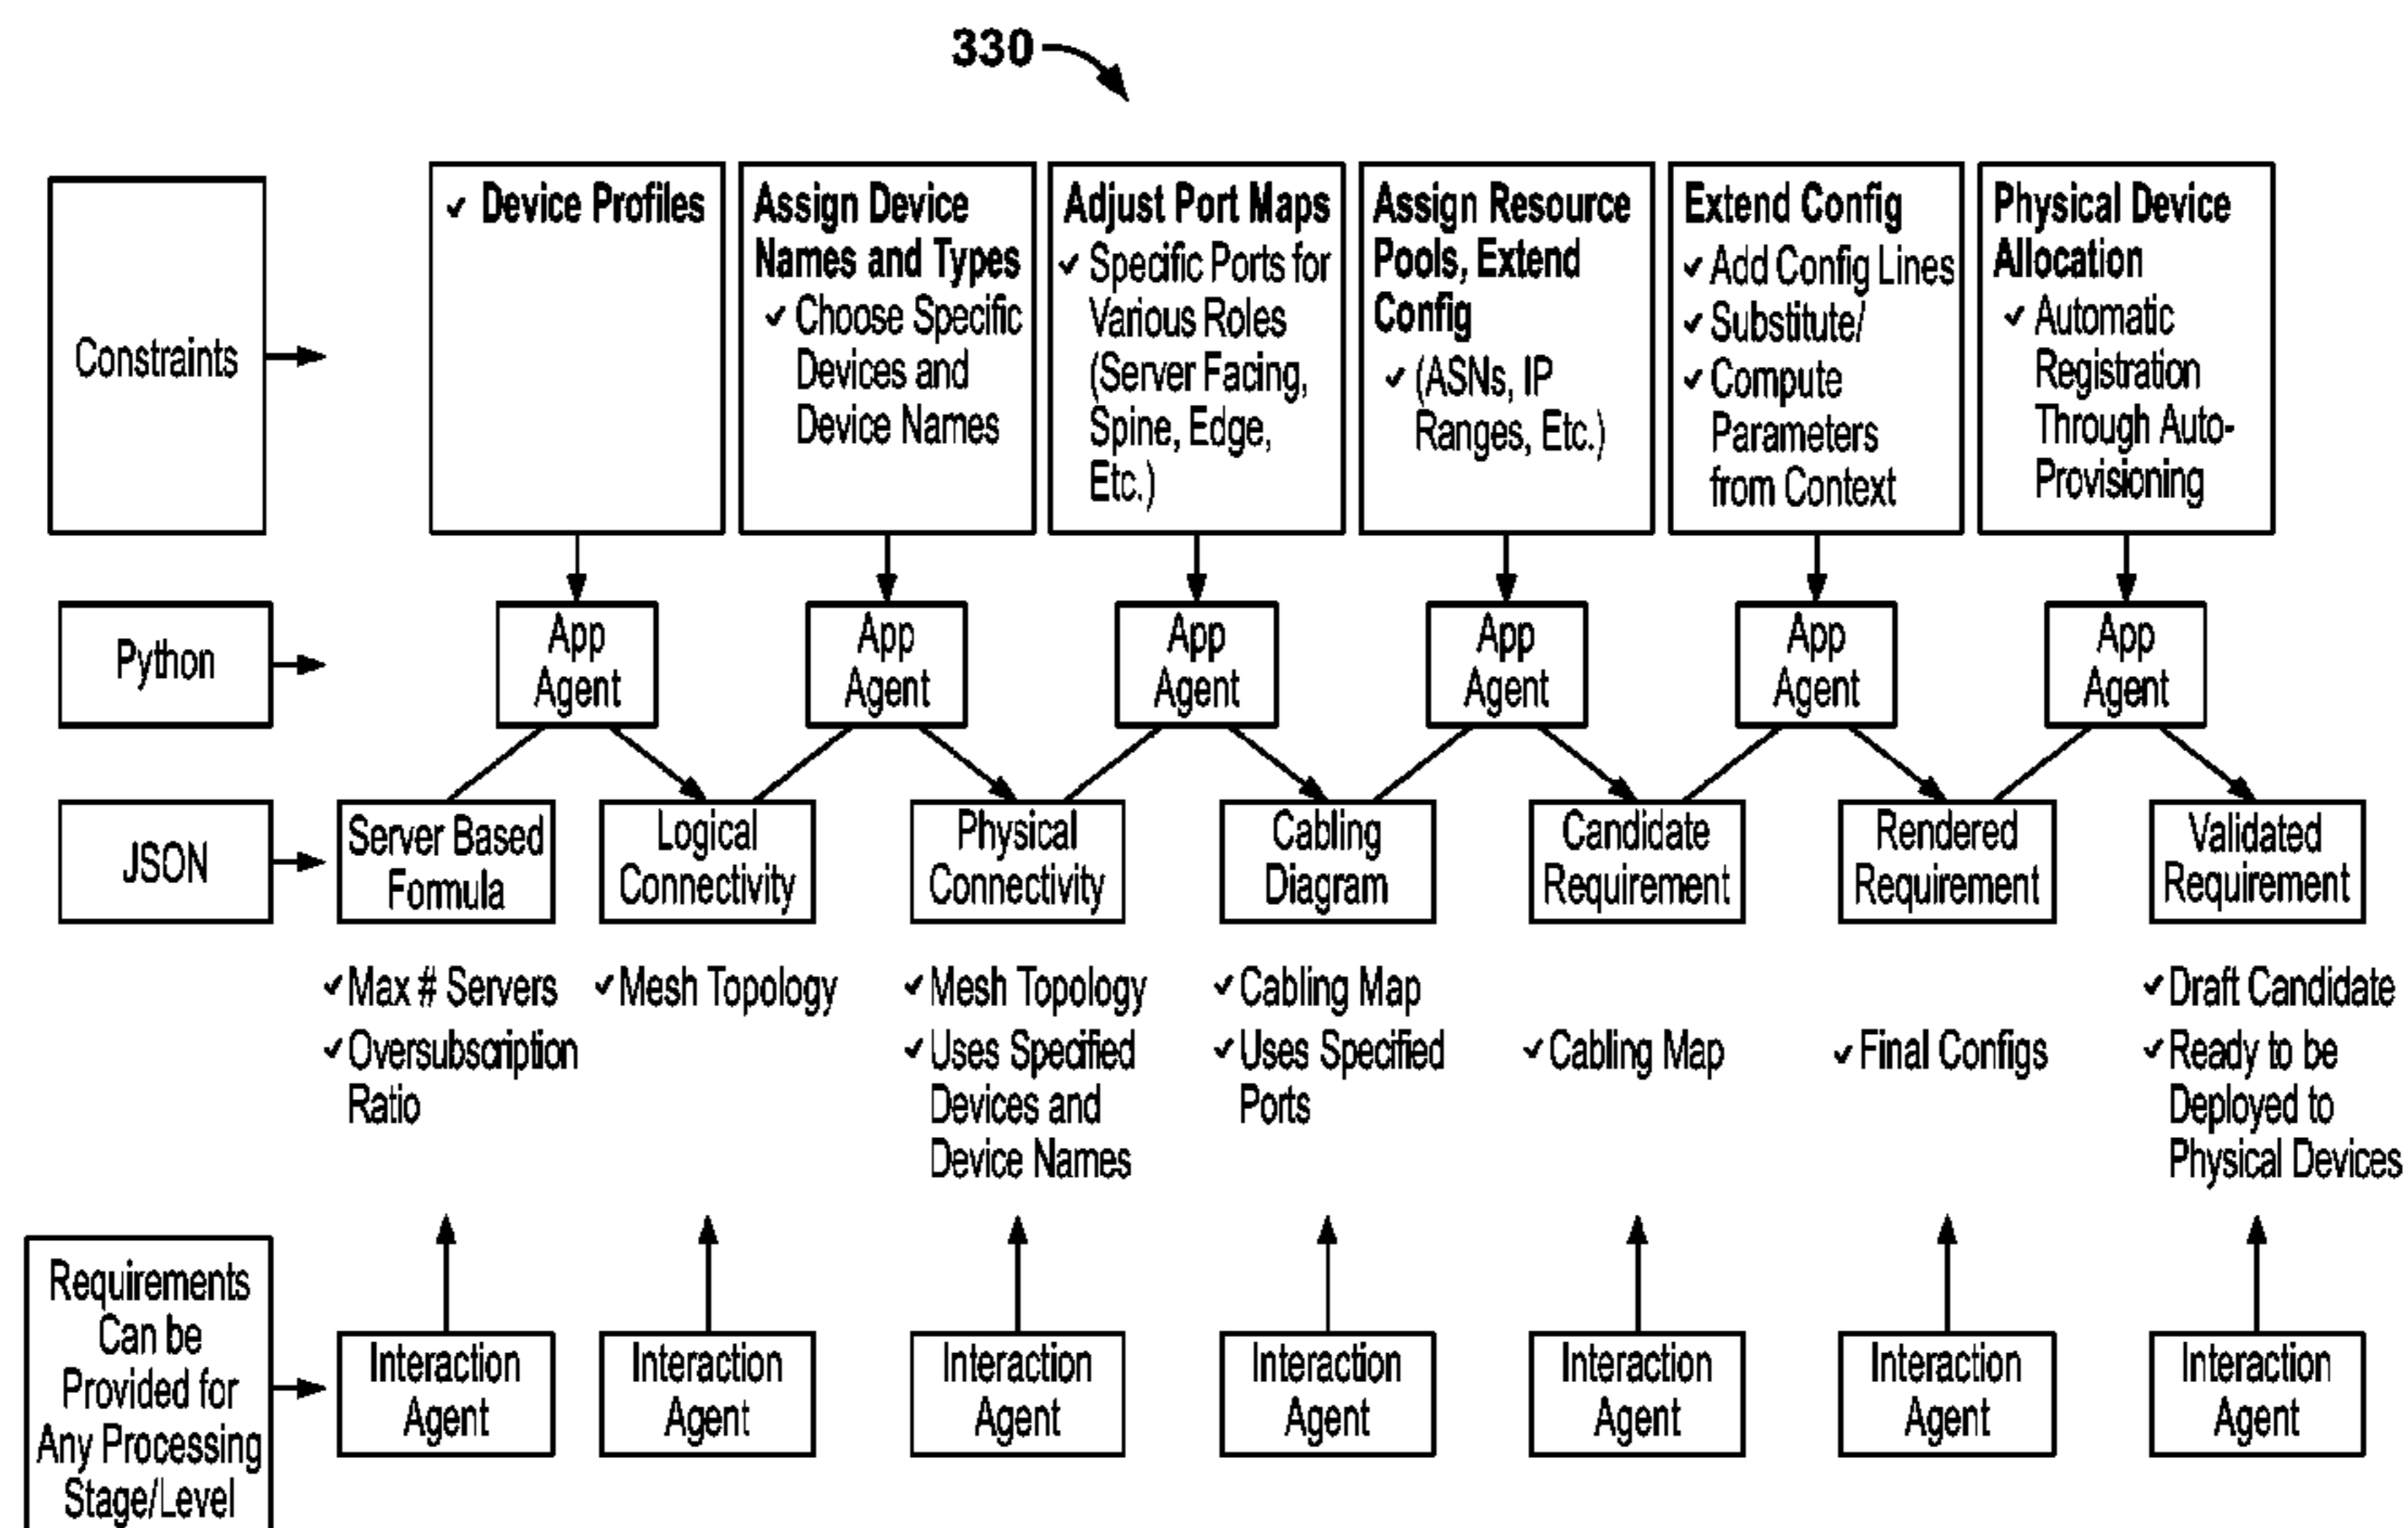 330
Constraints
✓ Device Profiles
Assign Device
Names and Types
✓ Choose Specific
Devices and
Device Names
Adjust Port Maps
✓ Specific Ports for
Various Roles
(Server Facing,
Spine, Edge,
Etc.)
Assign Resource
Pools, Extend
Config
✓ (ASNs, IP
Ranges, Etc.)
Extend Config
✓ Add Config Lines
✓ Substitute/
✓ Compute
Parameters
from Context
Physical Device
Allocation
✓ Automatic
Registration
Through Auto-
Provisioning
Python
App
Agent
App
Agent
App
Agent
App
Agent
App
Agent
App
Agent
JSON
Server Based
Formula
Logical
Connectivity
Physical
Connectivity
Cabling
Diagram
Candidate
Requirement
Rendered
Requirement
Validated
Requirement
✓ Max # Servers
✓ Oversubscription
Ratio
✓ Mesh Topology
✓ Mesh Topology
✓ Uses Specified
Devices and
Device Names
✓ Cabling Map
✓ Uses Specified
Ports
✓ Cabling Map
✓ Final Configs
✓ Draft Candidate
✓ Ready to be
Deployed to
Physical Devices
Requirements
Can be
Provided for
Any Processing
Stage/Level
Interaction
Agent
Interaction
Agent
Interaction
Agent
Interaction
Agent
Interaction
Agent
Interaction
Agent
Interaction
Agent